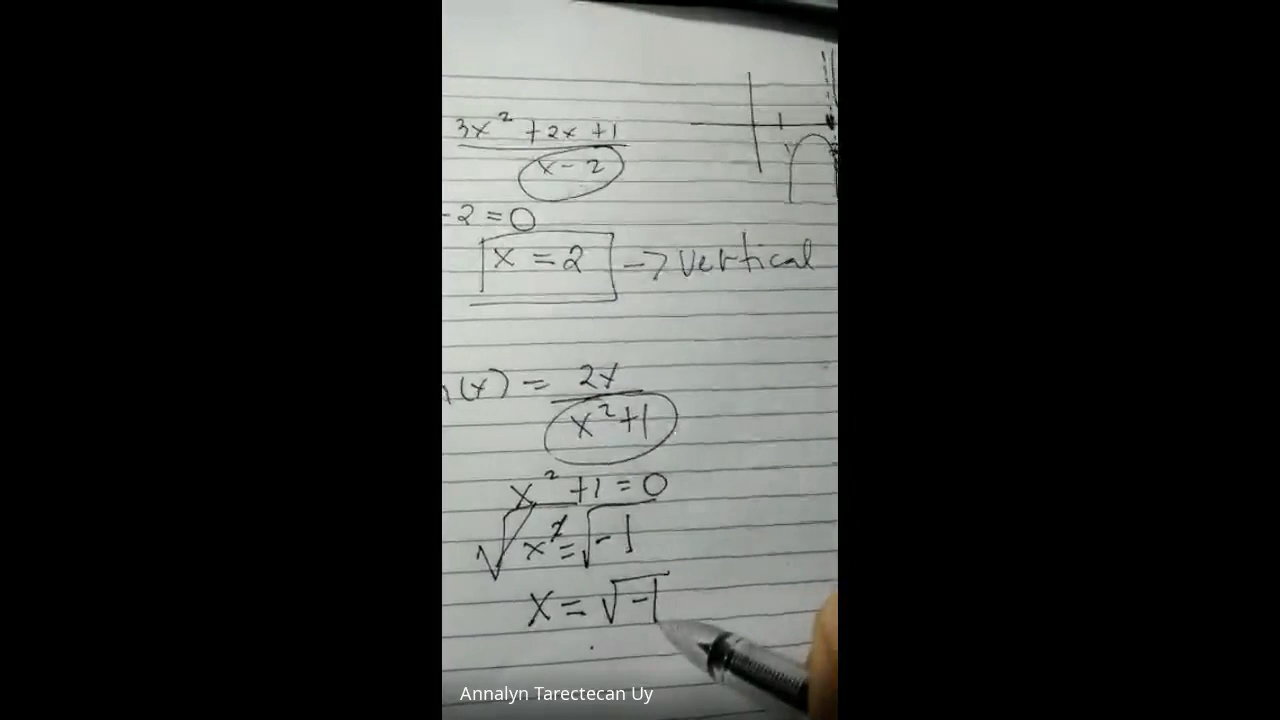 3x² + 2x + 1
x - 2
-2 = 0
x = 2 → vertical
(x) = 2x
x² + 1
x² + 1 = 0
√x² = √-1
x = √-1
Annalyn Tarectecan Uy